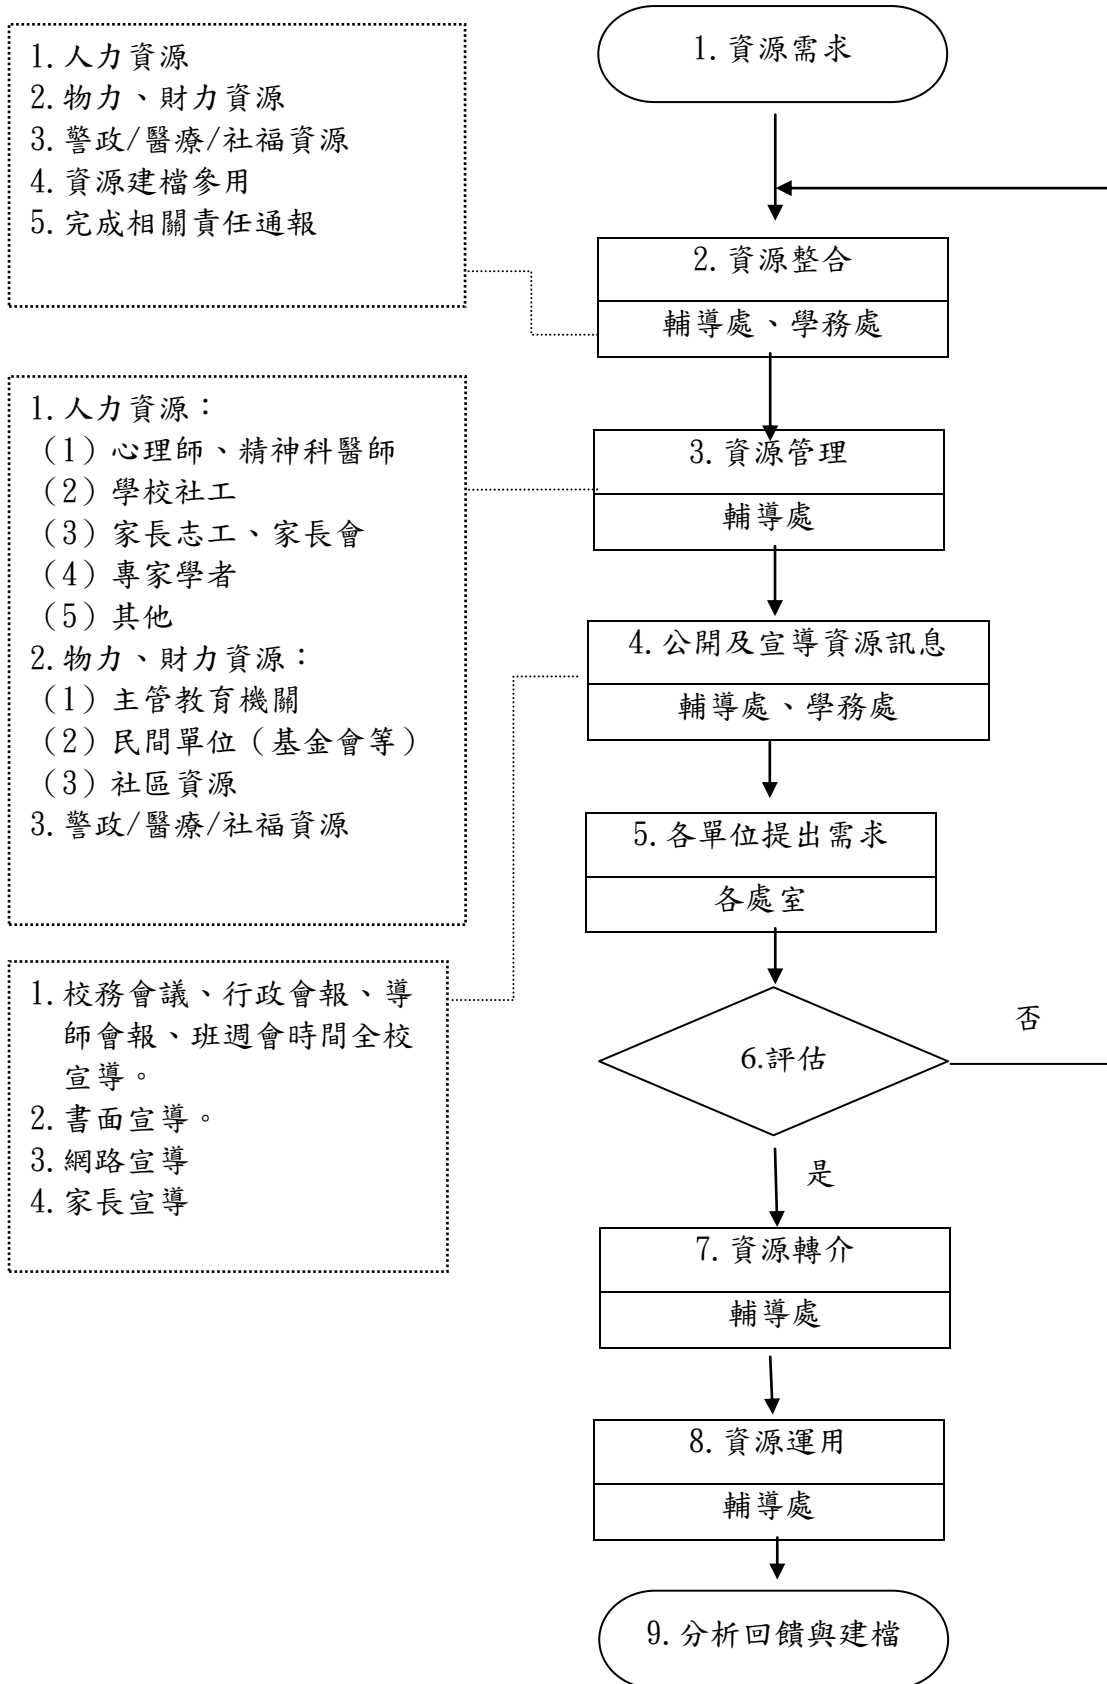 1.人力資源
2.物力、財力資源
3.警政/醫療/社福資源
4.資源建檔參用
5.完成相關責任通報
1.人力資源：
（1）心理師、精神科醫師
（2）學校社工
（3）家長志工、家長會
（4）專家學者
（5）其他
2.物力、財力資源：
（1）主管教育機關
（2）民間單位（基金會等）
（3）社區資源
3.警政/醫療/社福資源
1.校務會議、行政會報、導
師會報、班週會時間全校
宣導。
2.書面宣導。
3.網路宣導
4.家長宣導
1.資源需求
2.資源整合
輔導處、學務處
3.資源管理
輔導處
4.公開及宣導資源訊息
輔導處、學務處
5.各單位提出需求
各處室
6.評估
否
是
7.資源轉介
輔導處
8.資源運用
輔導處
9.分析回饋與建檔